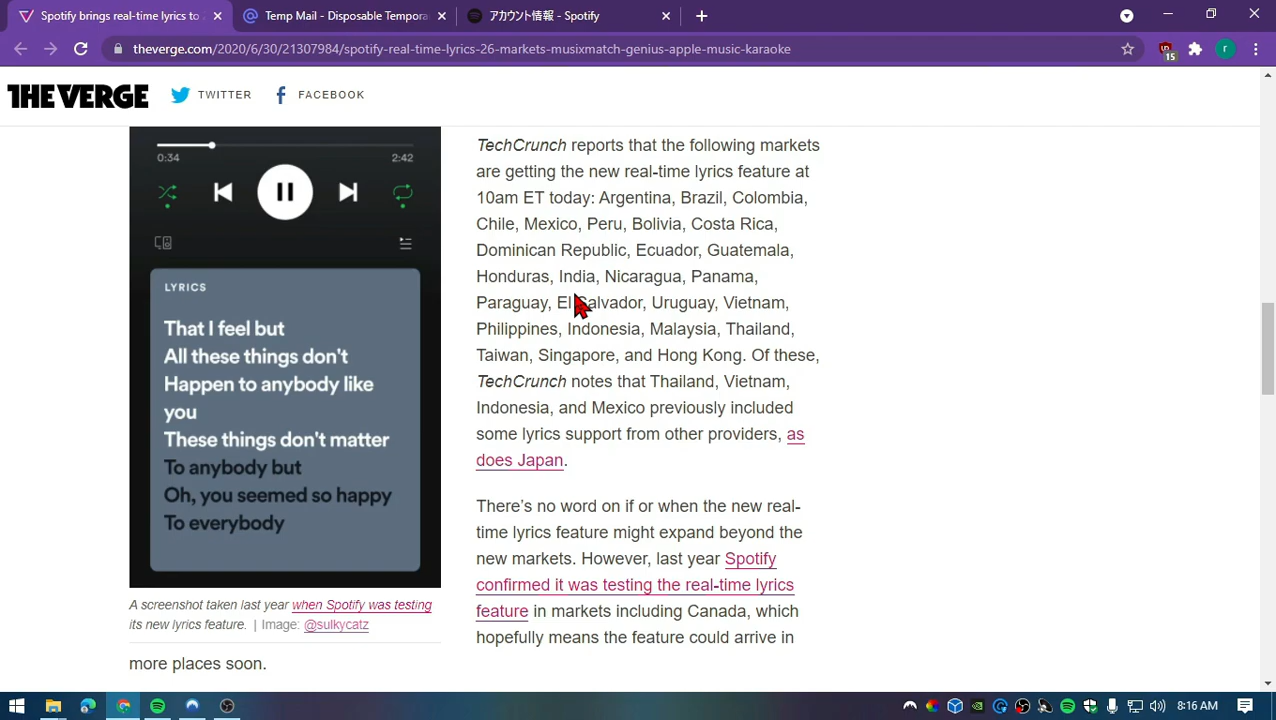 Spotify brings real-time lyrics to
Temp Mail - Disposable Tempora
アカウント情報 - Spotify
theverge.com/2020/6/30/21307984/spotify-real-time-lyrics-26-markets-musixmatch-genius-apple-music-karaoke
15
r
THE VERGE
TWITTER
FACEBOOK
0:34
2:42
LYRICS
That I feel but
All these things don't
Happen to anybody like
you
These things don't matter
To anybody but
Oh, you seemed so happy
To everybody
A screenshot taken last year when Spotify was testing
its new lyrics feature. | Image: @sulkycatz
TechCrunch reports that the following markets
are getting the new real-time lyrics feature at
10am ET today: Argentina, Brazil, Colombia,
Chile, Mexico, Peru, Bolivia, Costa Rica,
Dominican Republic, Ecuador, Guatemala,
Honduras, India, Nicaragua, Panama,
Paraguay, El Salvador, Uruguay, Vietnam,
Philippines, Indonesia, Malaysia, Thailand,
Taiwan, Singapore, and Hong Kong. Of these,
TechCrunch notes that Thailand, Vietnam,
Indonesia, and Mexico previously included
some lyrics support from other providers, as
does Japan.
There’s no word on if or when the new real-
time lyrics feature might expand beyond the
new markets. However, last year Spotify
confirmed it was testing the real-time lyrics
feature in markets including Canada, which
hopefully means the feature could arrive in
more places soon.
8:16 AM